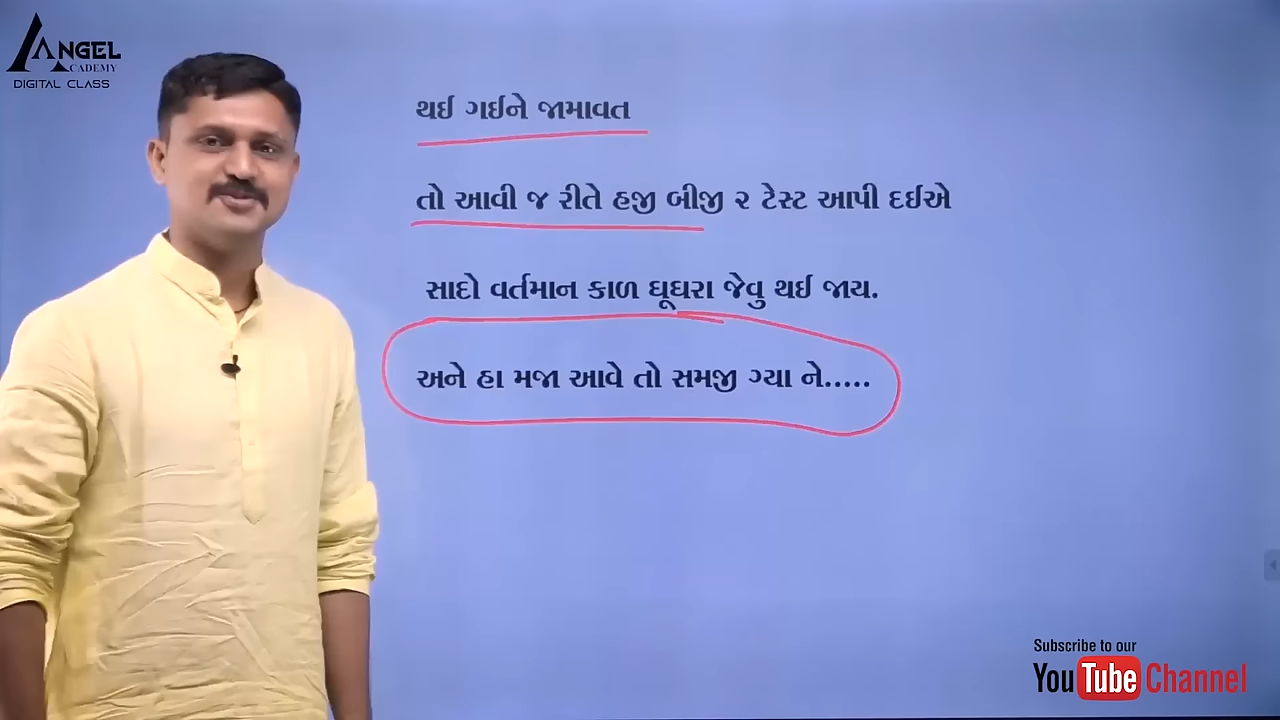 ANGEL
ACADEMY
DIGITAL CLASS
થઈ ગઈને જામાવત
તો આવી જ રીતે હજી બીજી ૨ ટેસ્ટ આપી દઈએ
સાદો વર્તમાન કાળ ઘૂઘરા જેવુ થઈ જાય.
અને હા મજા આવે તો સમજી ગ્યા ને.....
Subscribe to our
YouTube Channel